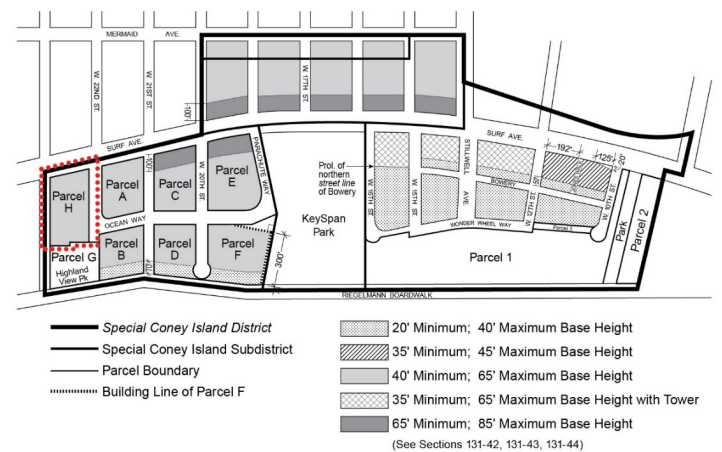 MERMAID AVE.
W. 22ND ST.
W. 21ST ST.
W. 17TH ST.
100'
SURF AVE.
PARACHUTE WAY
SURF AVE.
192'
125'
20'
100'
W. 20TH ST.
STILLWELL AVE.
Parcel H
Parcel A
Parcel C
Parcel E
Prol. of northern
street line
of Bowery
W. 16TH ST.
W. 15TH ST.
BOWERY
(ST)
W. 12TH ST.
W. 10TH ST.
KeySpan
Park
OCEAN WAY
WONDER WHEEL WAY
Parcel 3
Parcel G
Highland
View Pk
Parcel B
70'
Parcel D
Parcel F
300'
Parcel 1
Park
Parcel 2
RIEGELMANN BOARDWALK
Special Coney Island District
Special Coney Island Subdistrict
Parcel Boundary
Building Line of Parcel F
20' Minimum; 40' Maximum Base Height
35' Minimum; 45' Maximum Base Height
40' Minimum; 65' Maximum Base Height
35' Minimum; 65' Maximum Base Height with Tower
65' Minimum; 85' Maximum Base Height
(See Sections 131-42, 131-43, 131-44)